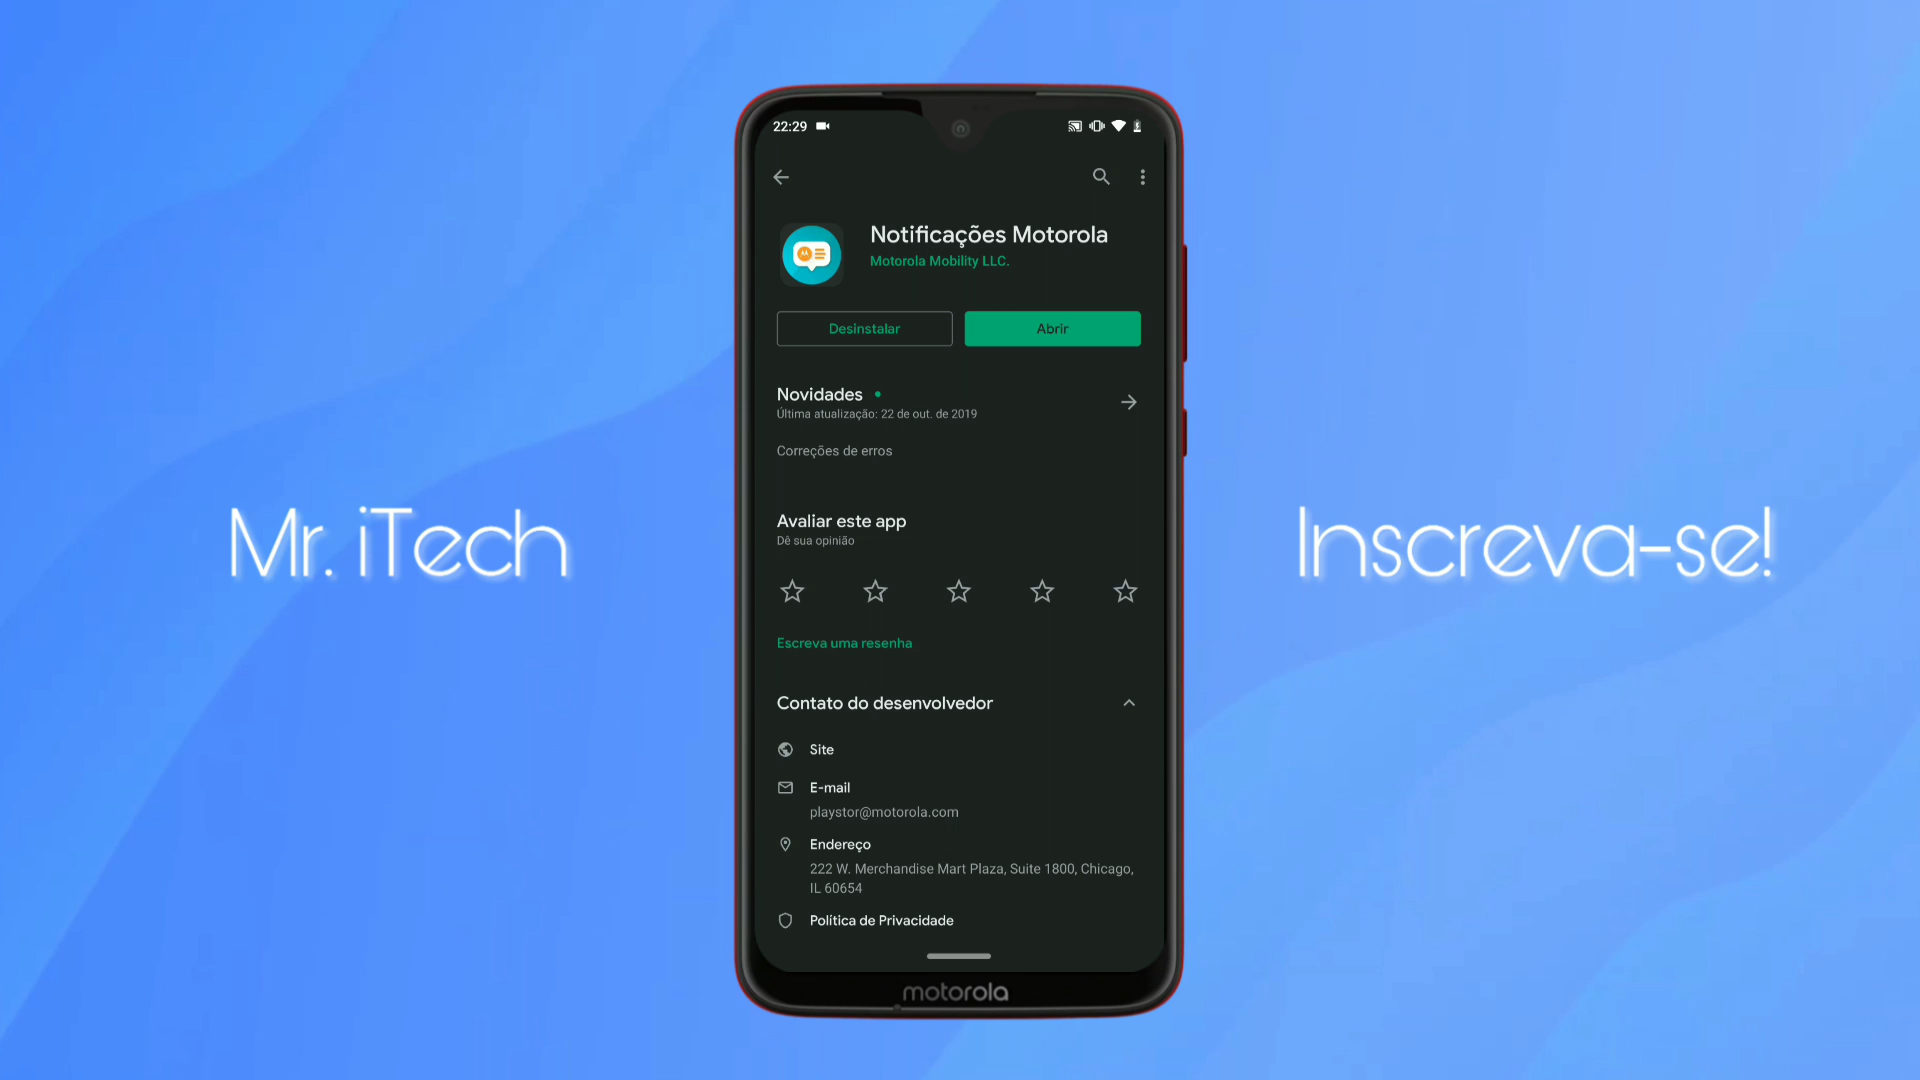 22:29
Notificações Motorola
Motorola Mobility LLC.
Desinstalar
Abrir
Novidades
Última atualização: 22 de out. de 2019
Correções de erros
Mr. iTech
Inscreva-se!
Avaliar este app
Dê sua opinião
Escreva uma resenha
Contato do desenvolvedor
Site
E-mail
playstor@motorola.com
Endereço
222 W. Merchandise Mart Plaza, Suite 1800, Chicago,
IL 60654
Política de Privacidade
motorola